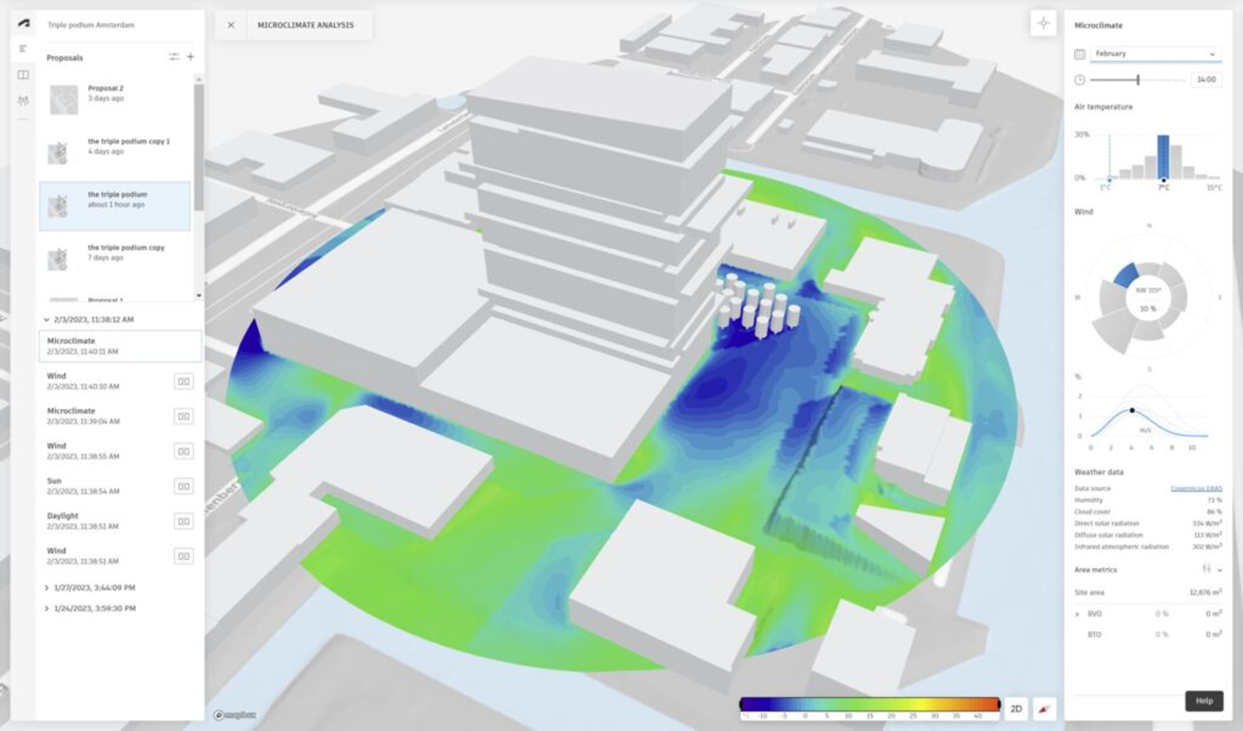 Triple podium Amsterdam
Proposals
Proposal 2
3 days ago
the triple podium copy 1
4 days ago
the triple podium
about 1 hour ago
the triple podium copy
7 days ago
Proposal 1
2/3/2023, 11:38:12 AM
Microclimate
2/3/2023, 11:40:11 AM
Wind
2/3/2023, 11:40:10 AM
Microclimate
2/3/2023, 11:39:04 AM
Wind
2/3/2023, 11:38:55 AM
Sun
2/3/2023, 11:38:54 AM
Daylight
2/3/2023, 11:38:51 AM
Wind
2/3/2023, 11:38:51 AM
1/27/2023, 3:44:09 PM
1/24/2023, 3:59:30 PM
MICROCLIMATE ANALYSIS
mapbox
°C -10 -5 0 5 10 15 20 25 30 35 40
2D
Microclimate
February
14:00
Air temperature
30%
0%
1°C 7°C 15°C
Wind
N
W E
10 %
S
%
2
1
0
M/S
0 2 4 6 8 10
Weather data
Data source Copernicus ERA5
Humidity 73 %
Cloud cover 86 %
Direct solar radiation 334 W/m²
Diffuse solar radiation 113 W/m²
Infrared atmospheric radiation 302 W/m²
Area metrics
Site area 12,876 m²
BVO 0 % 0 m²
BTO 0 % 0 m²
Help